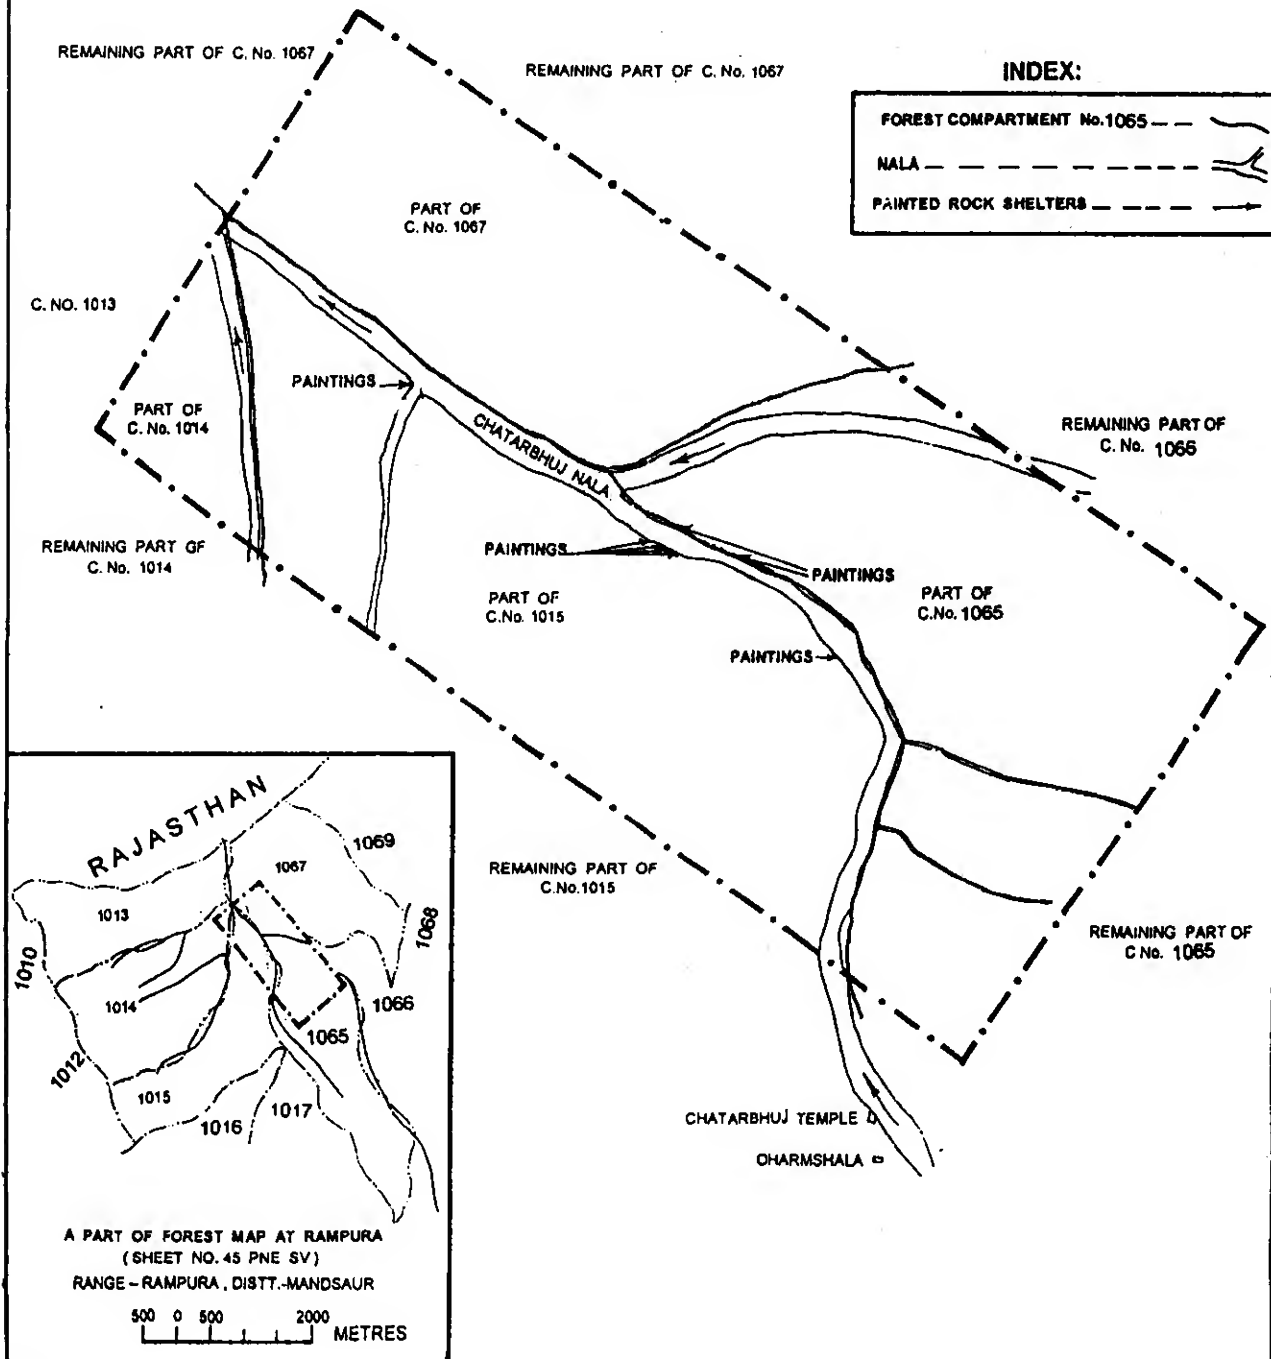 REMAINING PART OF C. No. 1067
REMAINING PART OF C. No. 1067
INDEX:
FOREST COMPARTMENT No.1065
NALA
PAINTED ROCK SHELTERS
PART OF
C. No. 1067
C. NO. 1013
PAINTINGS
PART OF
C. No. 1014
CHATARBHUJ NALA
REMAINING PART OF
C. No. 1066
REMAINING PART OF
C. No. 1014
PAINTINGS
PAINTINGS
PART OF
C.No. 1015
PART OF
C.No. 1065
PAINTINGS
REMAINING PART OF
C.No.1015
REMAINING PART OF
C No. 1065
CHATARBHUJ TEMPLE
DHARMSHALA
RAJASTHAN
1069
1067
1013
1068
1010
1014
1066
1065
1012
1015
1016
1017
A PART OF FOREST MAP AT RAMPURA
(SHEET NO. 45 PNE SV)
RANGE - RAMPURA, DISTT.-MANDSAUR
500 0 500 2000
METRES